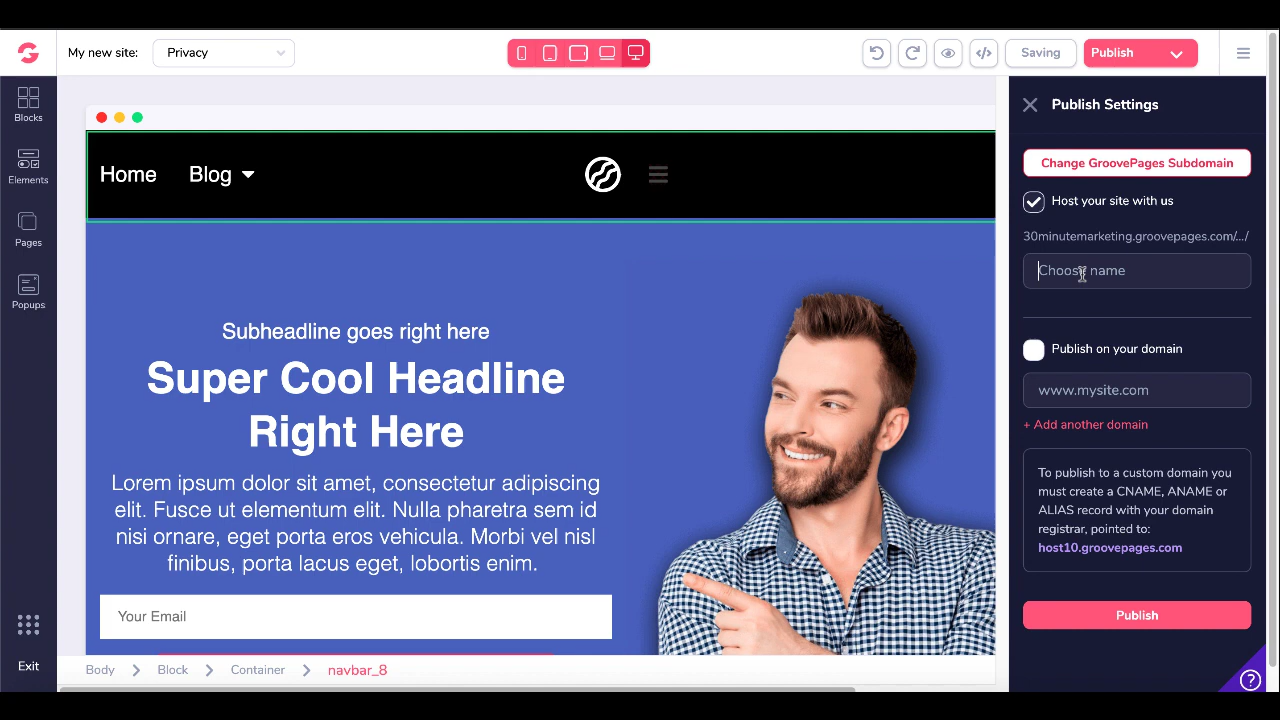 My new site:
Privacy
Saving
Publish
Blocks
Elements
Pages
Popups
Exit
Home
Blog
Subheadline goes right here
Super Cool Headline
Right Here
Lorem ipsum dolor sit amet, consectetur adipiscing
elit. Fusce ut elementum elit. Nulla pharetra sem id
nisi ornare, eget porta eros vehicula. Morbi vel nisl
finibus, porta lacus eget, lobortis enim.
Your Email
Body
Block
Container
navbar_8
Publish Settings
Change GroovePages Subdomain
Host your site with us
30minutemarketing.groovepages.com/.../
Choose name
Publish on your domain
www.mysite.com
+ Add another domain
To publish to a custom domain you
must create a CNAME, ANAME or
ALIAS record with your domain
registrar, pointed to:
host10.groovepages.com
Publish